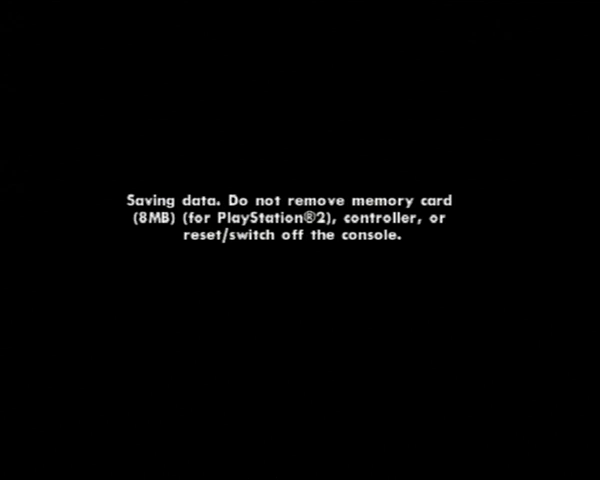 Saving data. Do not remove memory card
(8MB) (for PlayStation®2), controller, or
reset/switch off the console.